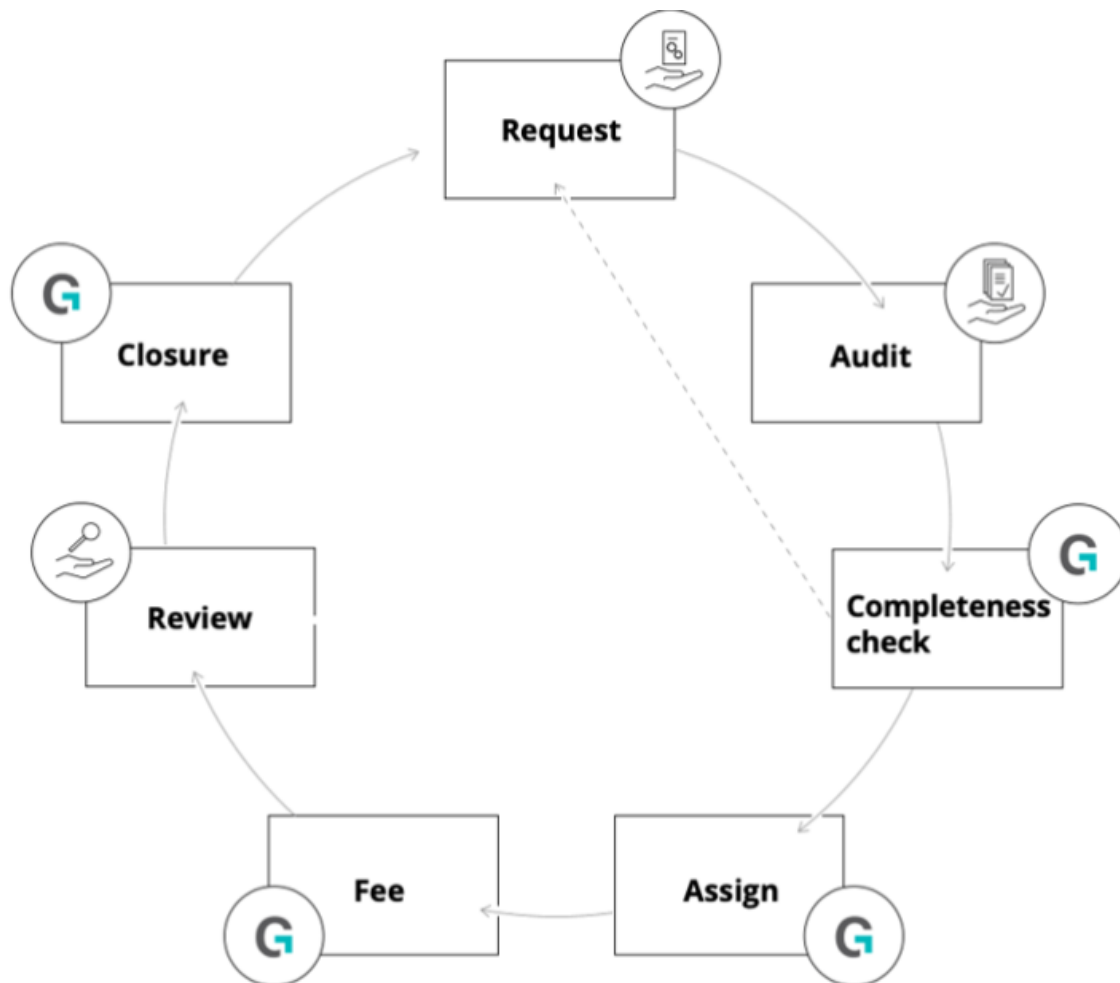 Request
Audit
Completeness
check
Assign
Fee
Review
Closure
G
G
G
G